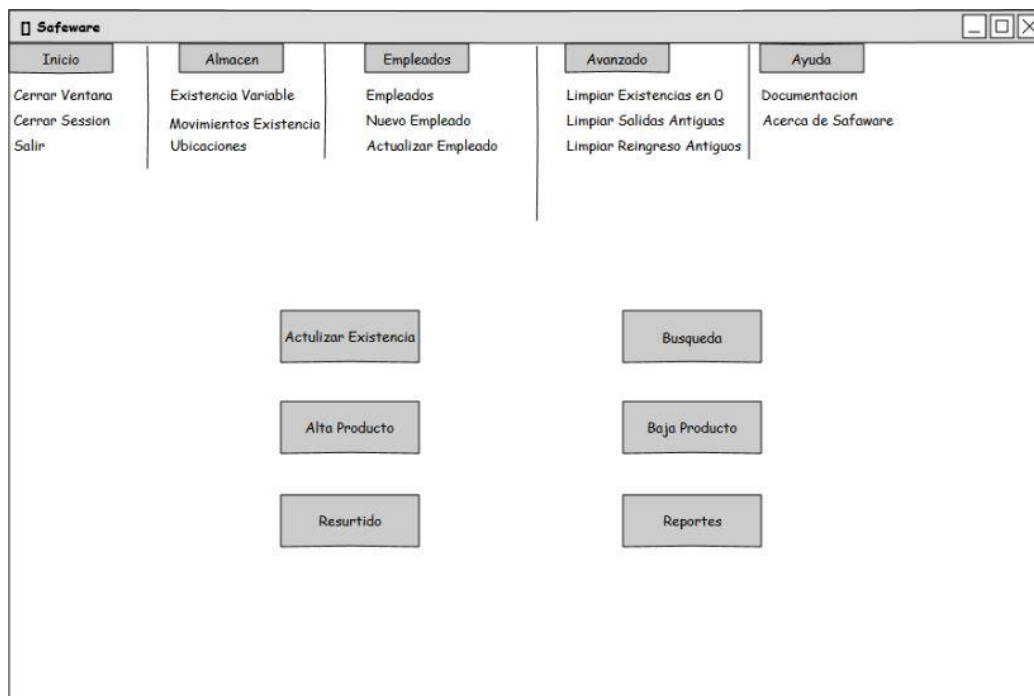 Safeware
Inicio
Almacen
Empleados
Avanzado
Ayuda
Cerrar Ventana
Existencia Variable
Empleados
Limpiar Existencias en 0
Documentacion
Cerrar Session
Movimientos Existencia
Nuevo Empleado
Limpiar Salidas Antiguas
Acerca de Safaware
Salir
Ubicaciones
Actualizar Empleado
Limpiar Reingreso Antiguos
Actulizar Existencia
Busqueda
Alta Producto
Baja Producto
Resurtido
Reportes